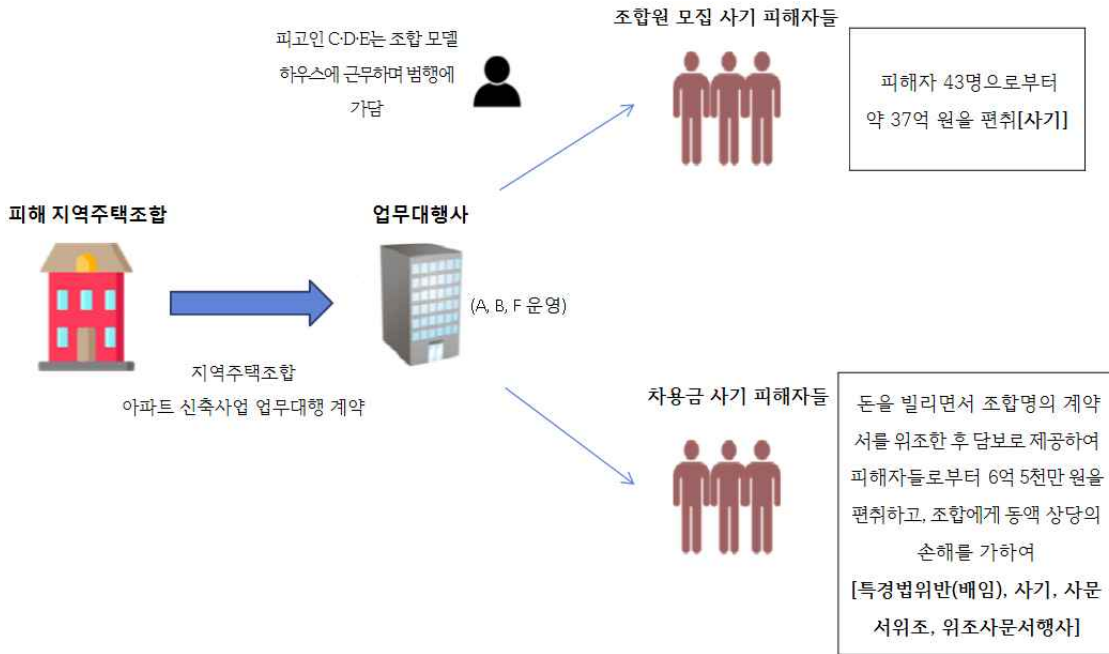 조합원 모집 사기 피해자들
피고인 C·D·E는 조합 모델
하우스에 근무하며 범행에
가담
피해자 43명으로부터
약 37억 원을 편취[사기]
피해 지역주택조합
업무대행사
(A, B, F 운영)
지역주택조합
아파트 신축사업 업무대행 계약
차용금 사기 피해자들
돈을 빌리면서 조합명의 계약
서를 위조한 후 담보로 제공하여
피해자들로부터 6억 5천만 원을
편취하고, 조합에게 동액 상당의
손해를 가하여
[특경법위반(배임), 사기, 사문
서위조, 위조사문서행사]